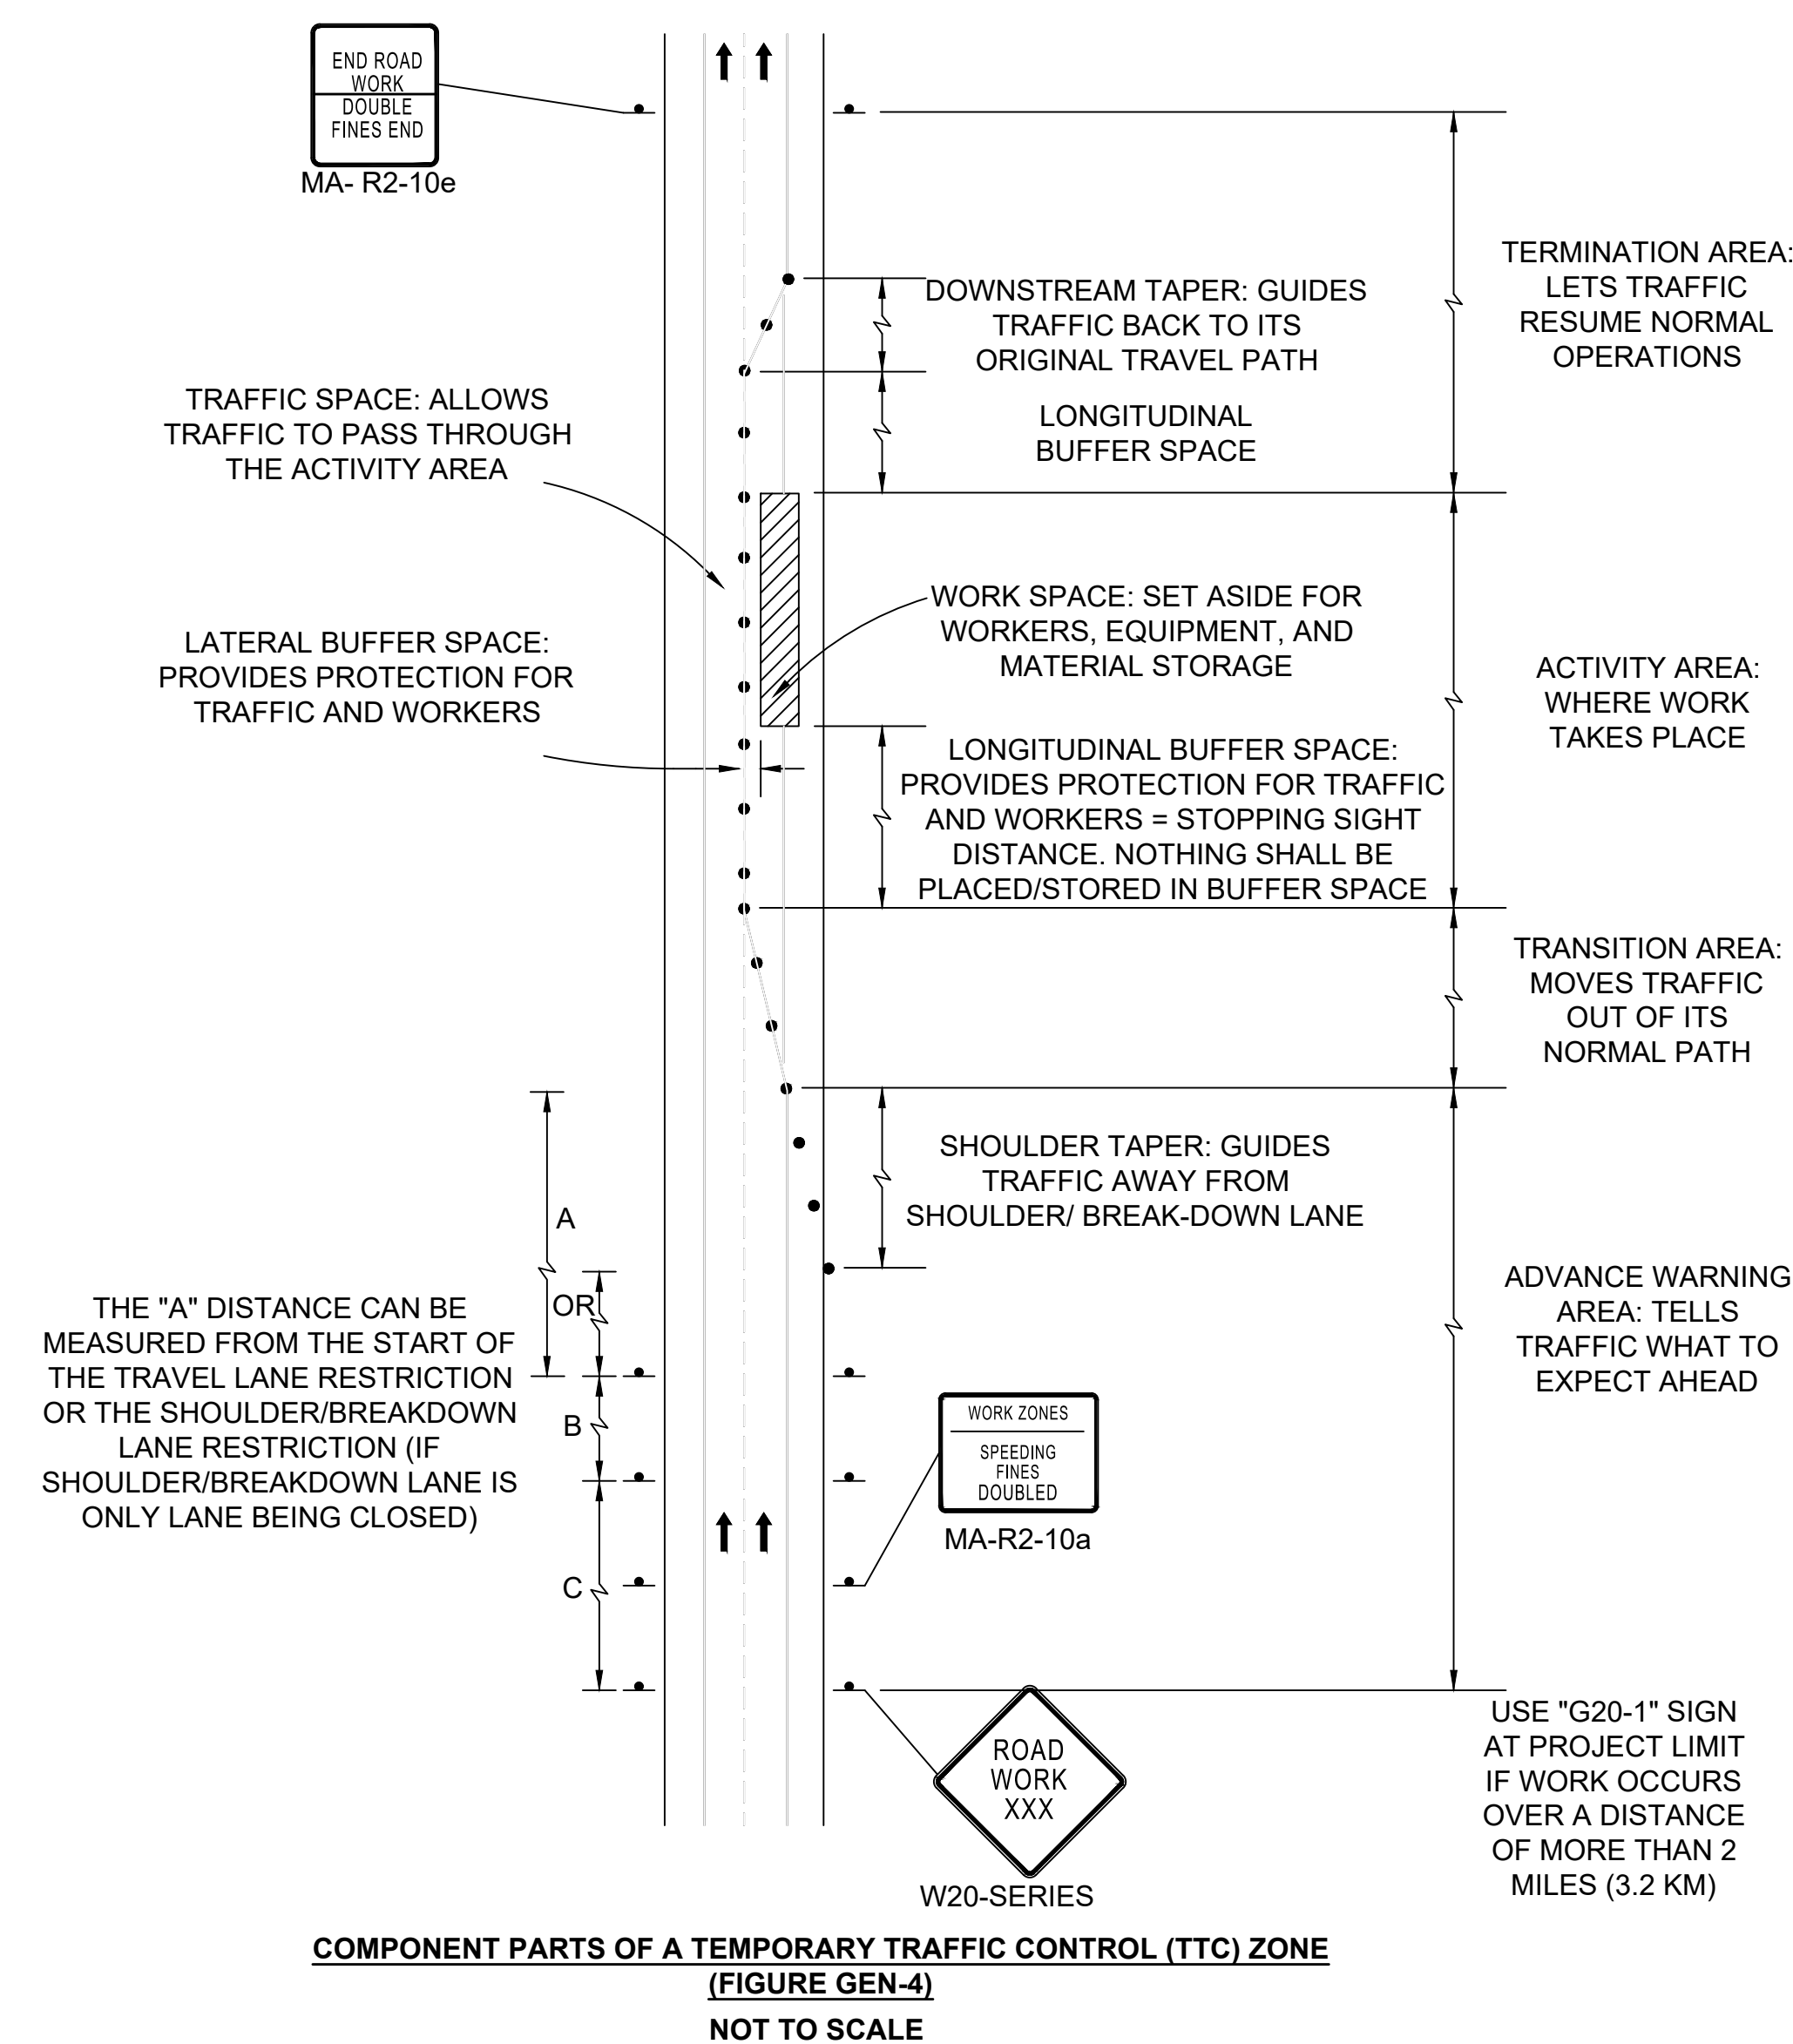 END ROAD
WORK
DOUBLE
FINES END
MA- R2-10e
TERMINATION AREA:
LETS TRAFFIC
RESUME NORMAL
OPERATIONS
DOWNSTREAM TAPER: GUIDES
TRAFFIC BACK TO ITS
ORIGINAL TRAVEL PATH
TRAFFIC SPACE: ALLOWS
TRAFFIC TO PASS THROUGH
THE ACTIVITY AREA
LONGITUDINAL
BUFFER SPACE
WORK SPACE: SET ASIDE FOR
WORKERS, EQUIPMENT, AND
MATERIAL STORAGE
LATERAL BUFFER SPACE:
PROVIDES PROTECTION FOR
TRAFFIC AND WORKERS
ACTIVITY AREA:
WHERE WORK
TAKES PLACE
LONGITUDINAL BUFFER SPACE:
PROVIDES PROTECTION FOR TRAFFIC
AND WORKERS = STOPPING SIGHT
DISTANCE. NOTHING SHALL BE
PLACED/STORED IN BUFFER SPACE
TRANSITION AREA:
MOVES TRAFFIC
OUT OF ITS
NORMAL PATH
SHOULDER TAPER: GUIDES
TRAFFIC AWAY FROM
SHOULDER/ BREAK-DOWN LANE
A
OR
B
C
THE "A" DISTANCE CAN BE
MEASURED FROM THE START OF
THE TRAVEL LANE RESTRICTION
OR THE SHOULDER/BREAKDOWN
LANE RESTRICTION (IF
SHOULDER/BREAKDOWN LANE IS
ONLY LANE BEING CLOSED)
ADVANCE WARNING
AREA: TELLS
TRAFFIC WHAT TO
EXPECT AHEAD
WORK ZONES
SPEEDING
FINES
DOUBLED
MA-R2-10a
ROAD
WORK
XXX
W20-SERIES
USE "G20-1" SIGN
AT PROJECT LIMIT
IF WORK OCCURS
OVER A DISTANCE
OF MORE THAN 2
MILES (3.2 KM)
COMPONENT PARTS OF A TEMPORARY TRAFFIC CONTROL (TTC) ZONE
(FIGURE GEN-4)
NOT TO SCALE